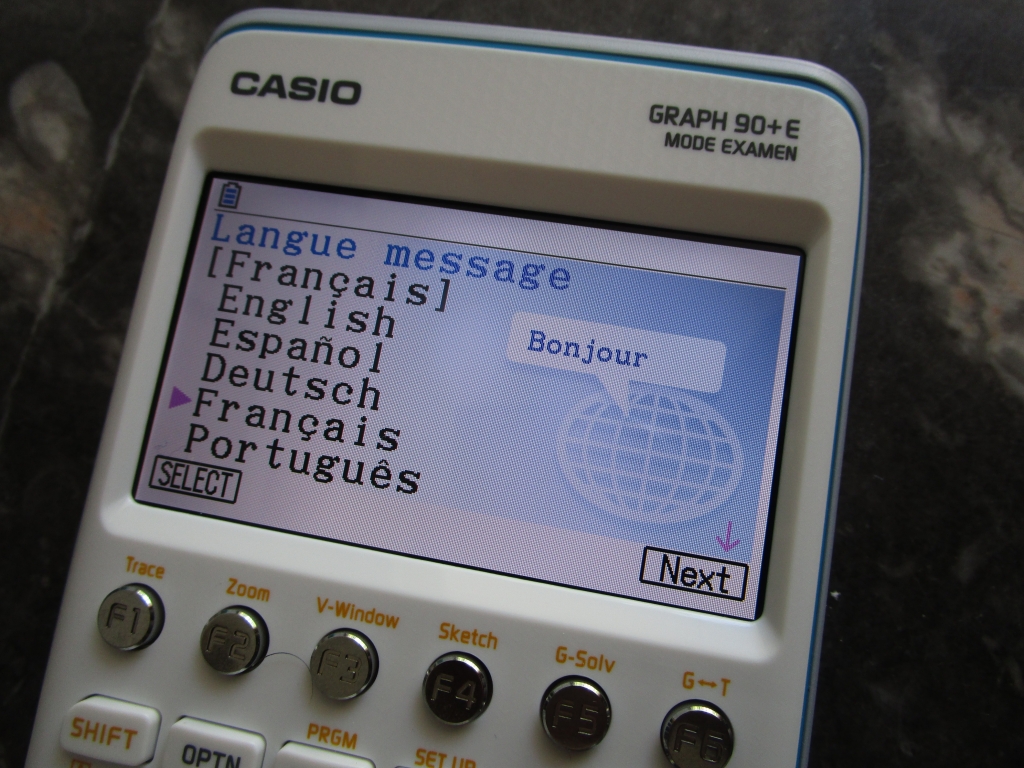 CASIO
GRAPH 90+E
MODE EXAMEN
Langue message
[Français]
English
Español
Deutsch
Français
Português
Bonjour
SELECT
Next
Trace
Zoom
V-Window
Sketch
G-Solv
G↔T
F1
F2
F3
F4
F5
F6
SHIFT
OPTN
PRGM
SET UP